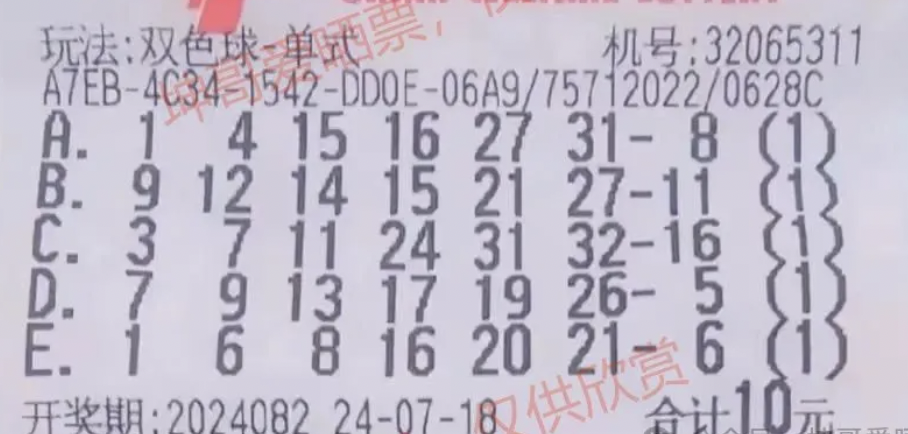 玩法:双色球-单式 机号:32065311
A7EB-4C34-1542-DD0E-06A9/75712022/0628C
A. 1 4 15 16 27 31- 8 (1)
B. 9 12 14 15 21 27-11 (1)
C. 3 7 11 24 31 32-16 (1)
D. 7 9 13 17 19 26- 5 (1)
E. 1 6 8 16 20 21- 6 (1)
开奖期:2024082 24-07-18 合计10元
仅供欣赏